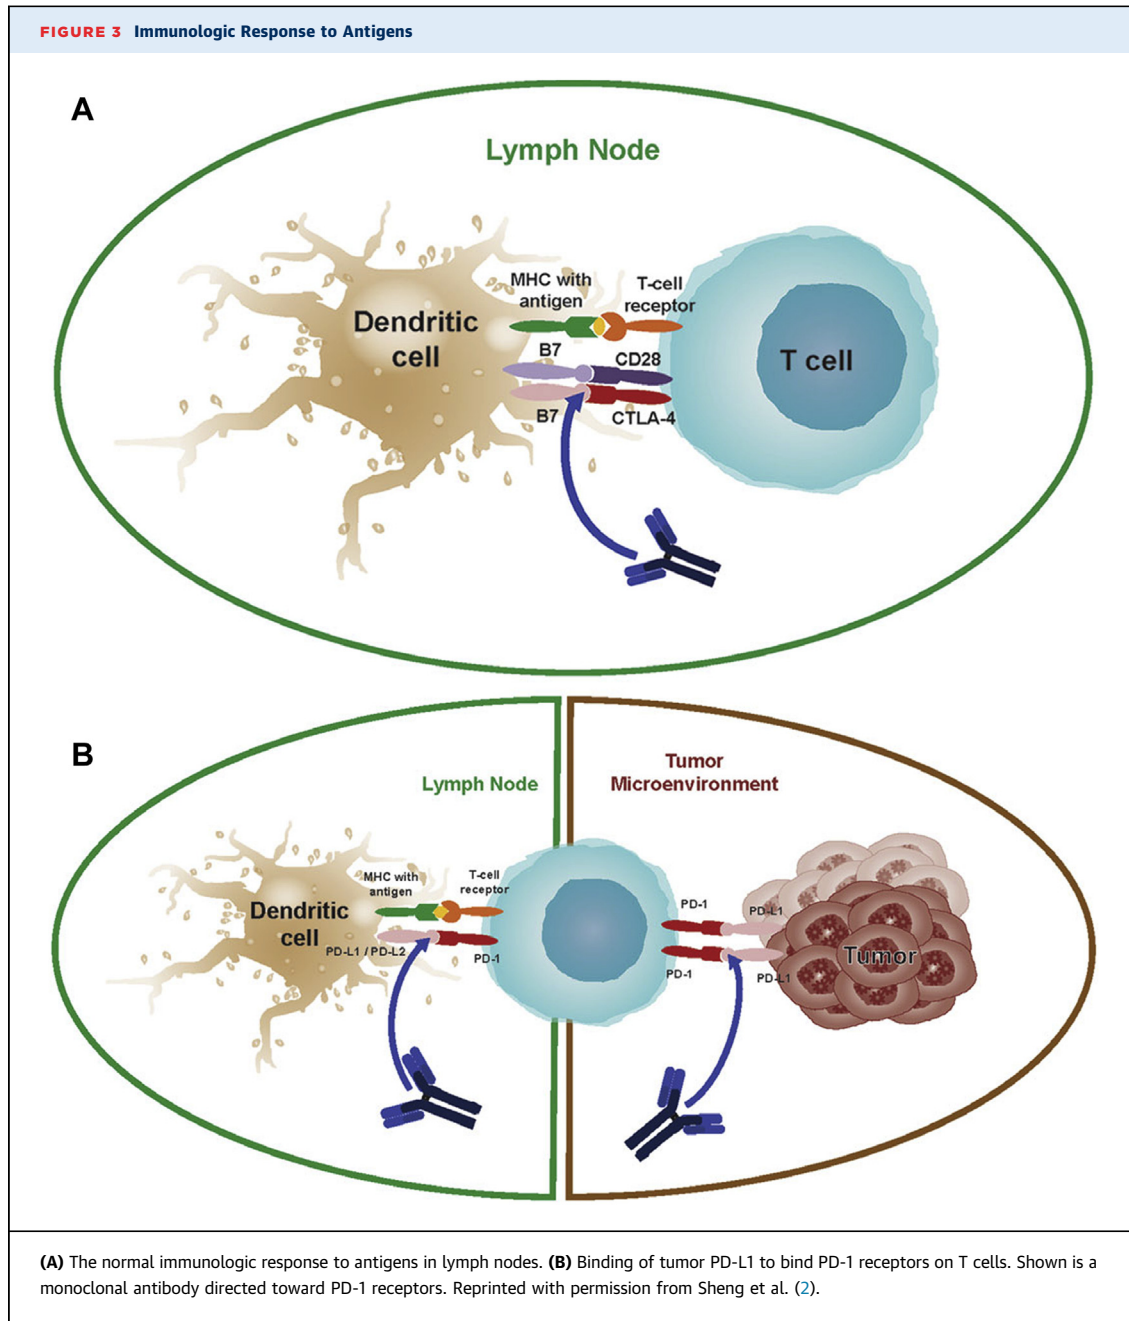 FIGURE 3 Immunologic Response to Antigens
A
Lymph Node
MHC with
antigen
T-cell
receptor
Dendritic
cell
B7
CD28
T cell
B7
CTLA-4
B
Lymph Node
Tumor
Microenvironment
MHC with
antigen
T-cell
receptor
Dendritic
cell
PD-L1 / PD-L2
PD-1
PD-1
PD-L1
PD-1
PD-L1
Tumor
(A) The normal immunologic response to antigens in lymph nodes. (B) Binding of tumor PD-L1 to bind PD-1 receptors on T cells. Shown is a
monoclonal antibody directed toward PD-1 receptors. Reprinted with permission from Sheng et al. (2).